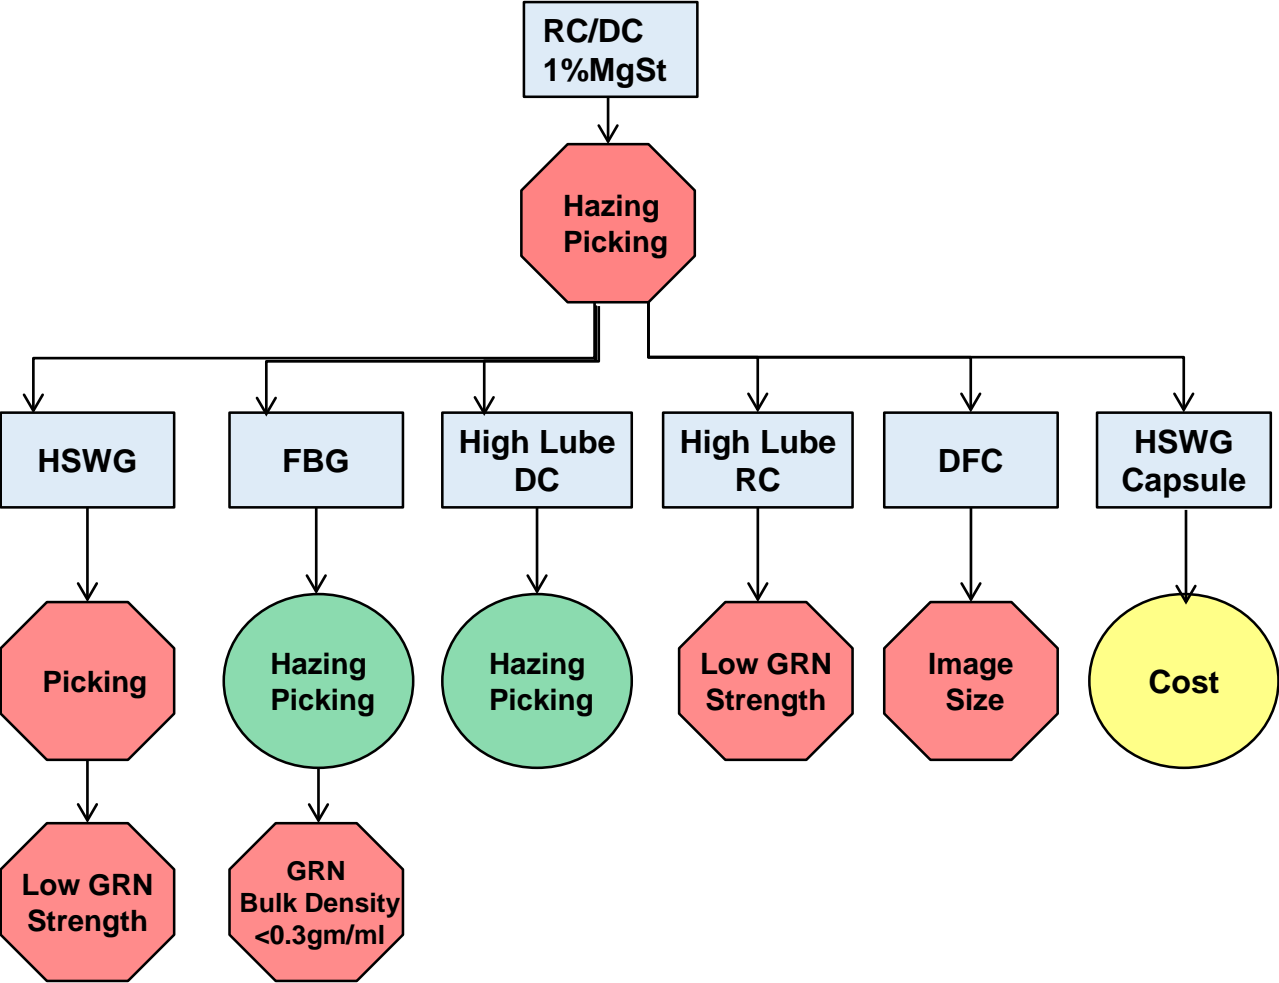 RC/DC
1%MgSt
Hazing
Picking
HSWG
FBG
High Lube
DC
High Lube
RC
DFC
HSWG
Capsule
Picking
Hazing
Picking
Hazing
Picking
Low GRN
Strength
Image
Size
Cost
Low GRN
Strength
GRN
Bulk Density
<0.3gm/ml